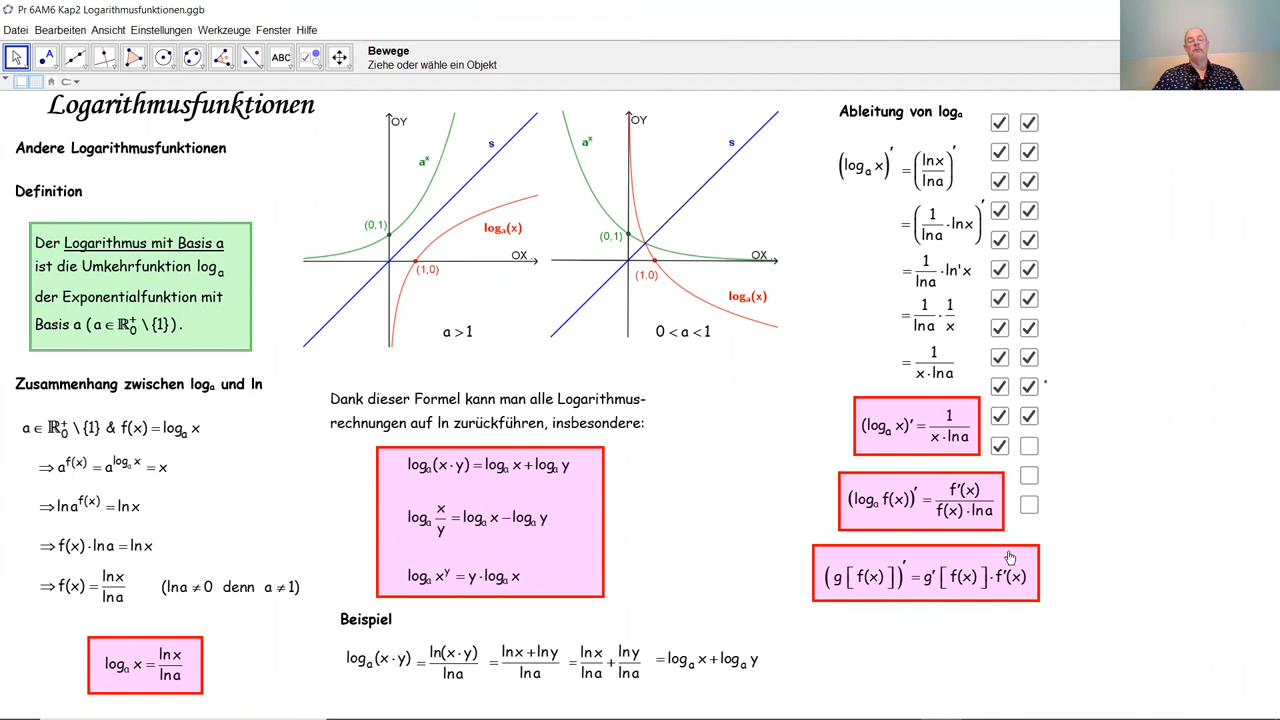 Pr 6AM6 Kap2 Logarithmusfunktionen.ggb
Datei Bearbeiten Ansicht Einstellungen Werkzeuge Fenster Hilfe
ABC
Bewege
Ziehe oder wähle ein Objekt
Logarithmusfunktionen
Andere Logarithmusfunktionen
Definition
Der Logarithmus mit Basis a
ist die Umkehrfunktion logₐ
der Exponentialfunktion mit
Basis a ( a ∈ ℝ₀⁺ \ {1} ).
Zusammenhang zwischen logₐ und ln
a ∈ ℝ₀⁺ \ {1} & f(x) = logₐ x
⇒ a^f(x) = a^(logₐ x) = x
⇒ ln a^f(x) = ln x
⇒ f(x) · ln a = ln x
⇒ f(x) = ln x / ln a (ln a ≠ 0 denn a ≠ 1)
logₐ x = ln x / ln a
OY
aˣ
s
(0,1)
logₐ(x)
OX
(1,0)
a > 1
OY
aˣ
s
(0,1)
OX
(1,0)
logₐ(x)
0 < a < 1
Dank dieser Formel kann man alle Logarithmus-
rechnungen auf ln zurückführen, insbesondere:
logₐ(x · y) = logₐ x + logₐ y
logₐ x/y = logₐ x − logₐ y
logₐ xʸ = y · logₐ x
Beispiel
logₐ(x · y) = ln(x · y) / ln a = (ln x + ln y) / ln a = ln x / ln a + ln y / ln a = logₐ x + logₐ y
Ableitung von logₐ
(logₐ x)′ = (ln x / ln a)′
= (1 / ln a · ln x)′
= 1 / ln a · ln′ x
= 1 / ln a · 1 / x
= 1 / (x · ln a)
(logₐ x)′ = 1 / (x · ln a)
(logₐ f(x))′ = f′(x) / (f(x) · ln a)
(g [ f(x) ])′ = g′ [ f(x) ] · f′(x)